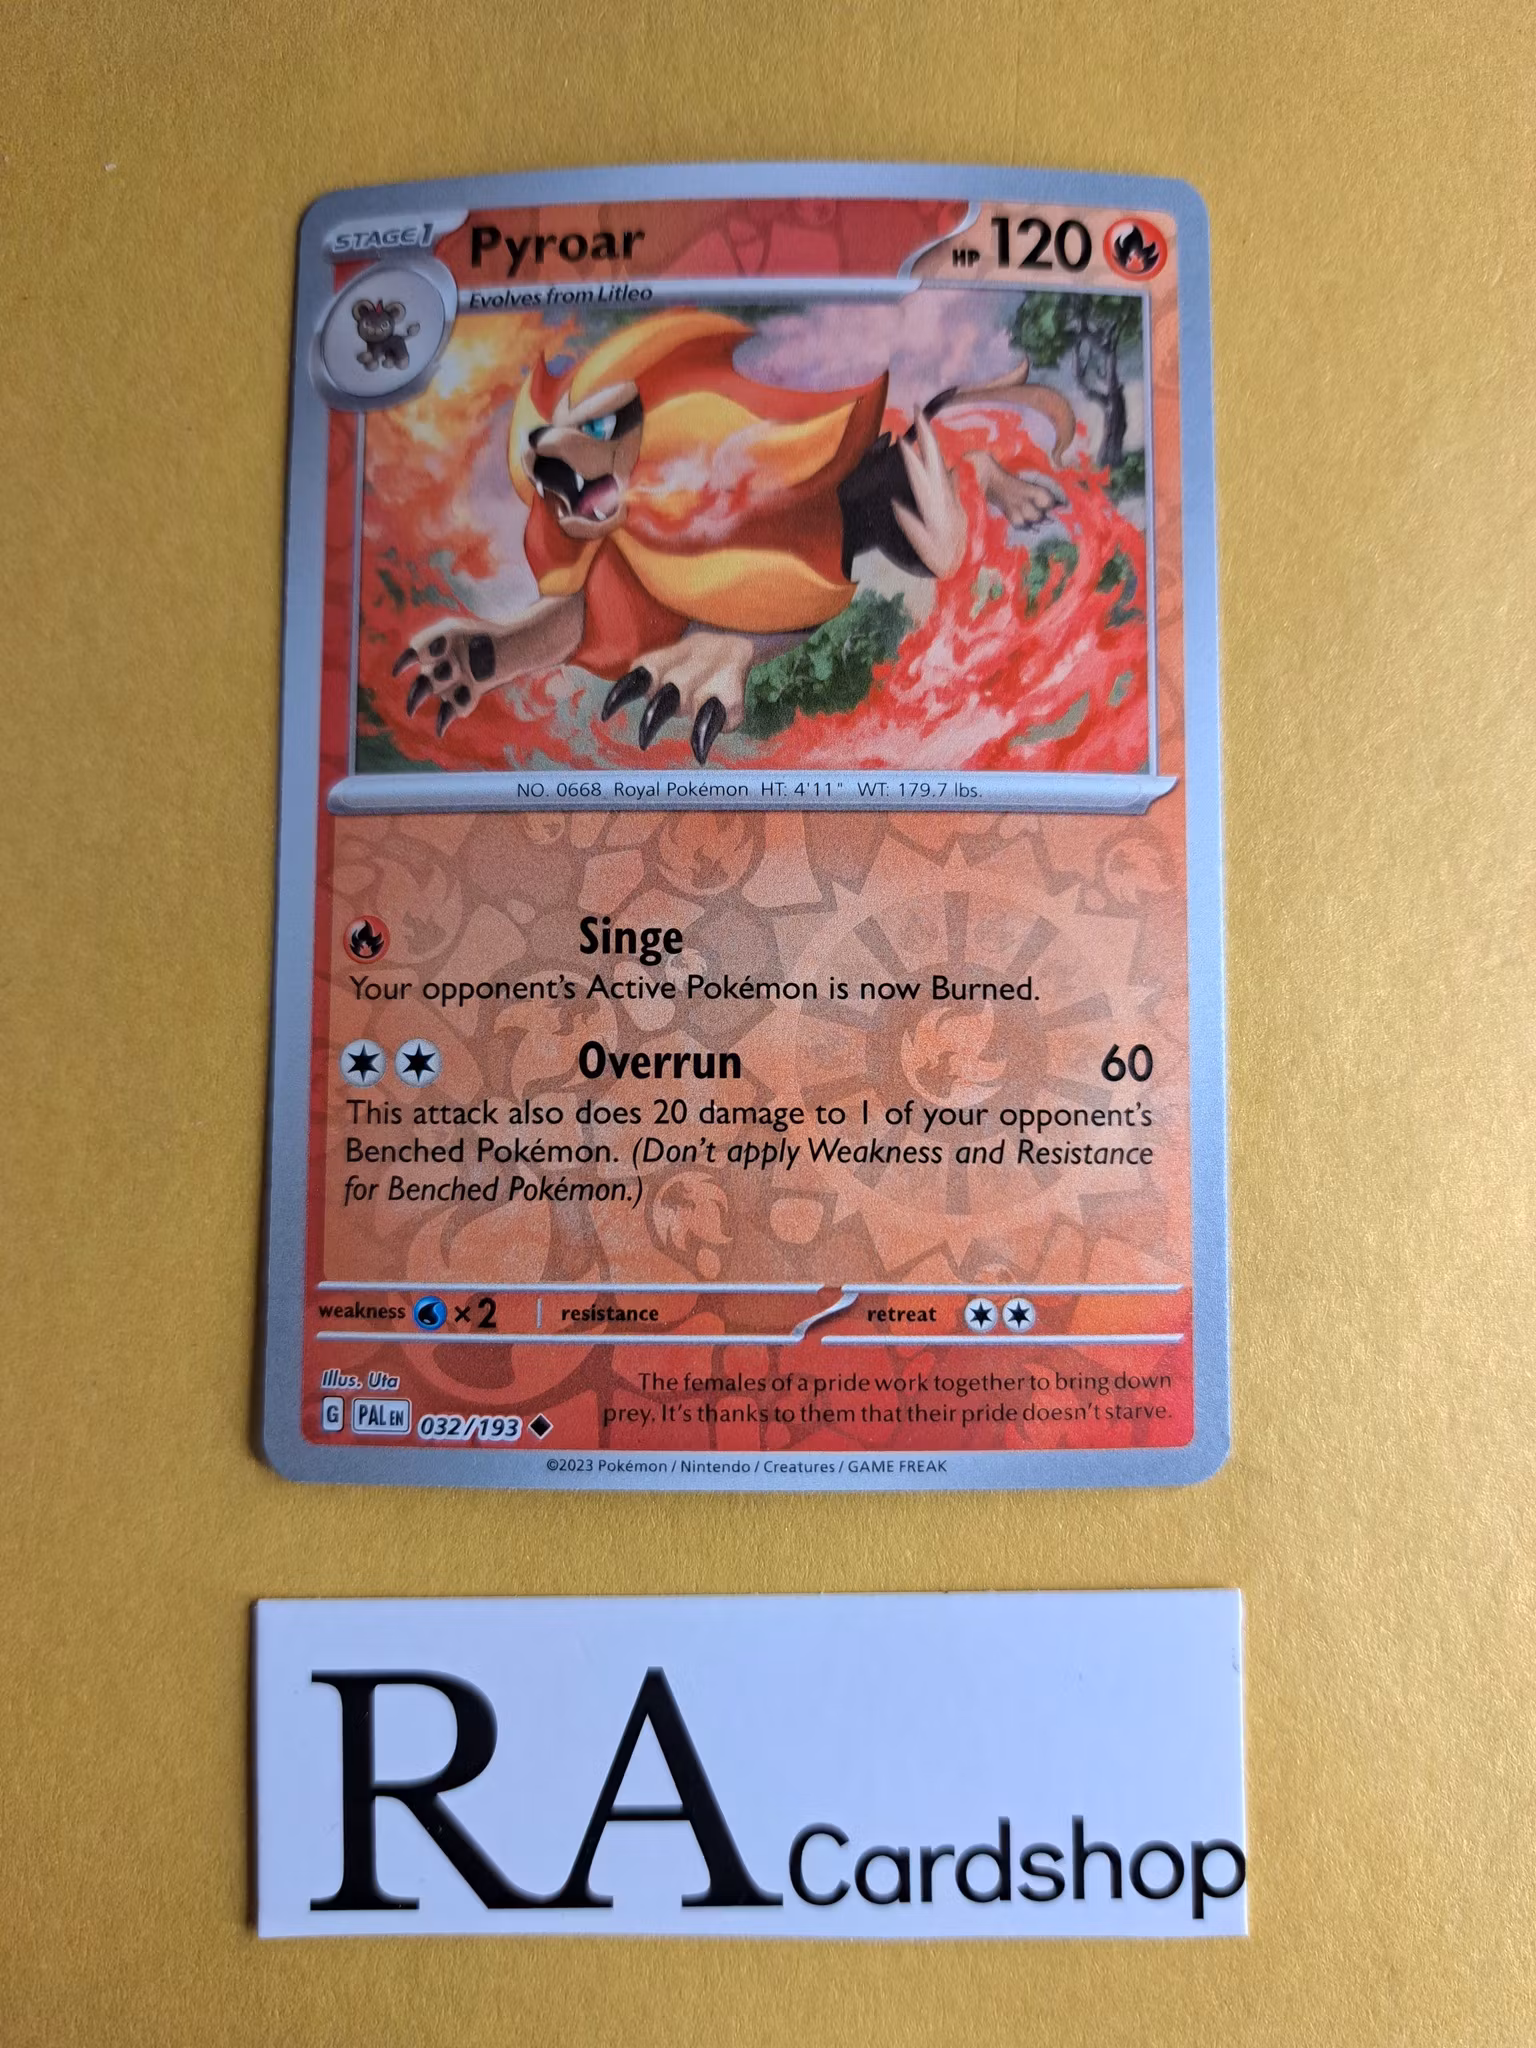 STAGE 1 Pyroar HP 120
Evolves from Litleo
NO. 0668 Royal Pokémon HT: 4'11" WT: 179.7 lbs.
Singe
Your opponent's Active Pokémon is now Burned.
Overrun 60
This attack also does 20 damage to 1 of your opponent's
Benched Pokémon. (Don't apply Weakness and Resistance
for Benched Pokémon.)
weakness ×2 resistance retreat
Illus. Uta
The females of a pride work together to bring down
prey. It's thanks to them that their pride doesn't starve.
G PAL EN 032/193
©2023 Pokémon / Nintendo / Creatures / GAME FREAK
RA Cardshop